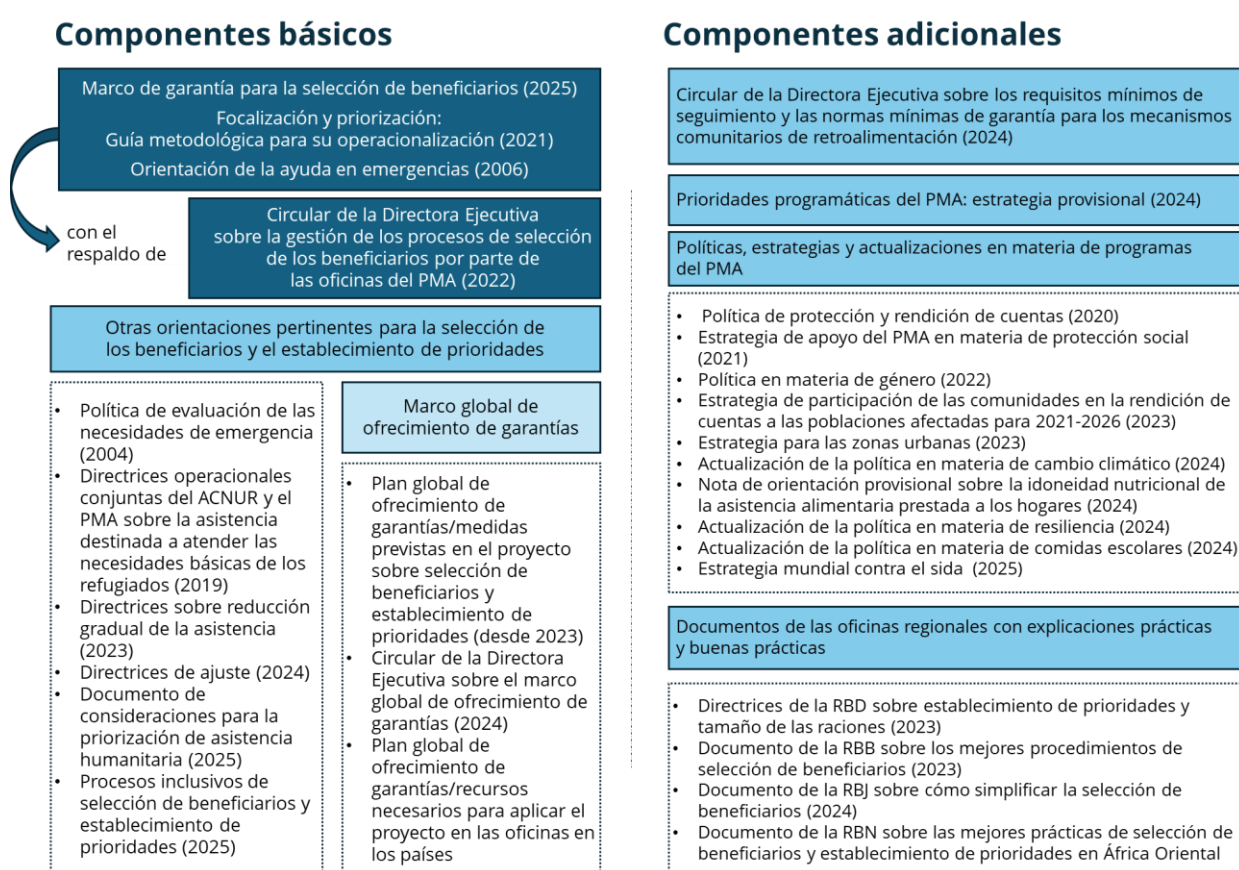 Componentes básicos
Marco de garantía para la selección de beneficiarios (2025)
Focalización y priorización:
Guía metodológica para su operacionalización (2021)
Orientación de la ayuda en emergencias (2006)
con el
respaldo de
Circular de la Directora Ejecutiva
sobre la gestión de los procesos de selección
de los beneficiarios por parte de
las oficinas del PMA (2022)
Otras orientaciones pertinentes para la selección de
los beneficiarios y el establecimiento de prioridades
• Política de evaluación de las
necesidades de emergencia
(2004)
• Directrices operacionales
conjuntas del ACNUR y el
PMA sobre la asistencia
destinada a atender las
necesidades básicas de los
refugiados (2019)
• Directrices sobre reducción
gradual de la asistencia
(2023)
• Directrices de ajuste (2024)
• Documento de
consideraciones para la
priorización de asistencia
humanitaria (2025)
• Procesos inclusivos de
selección de beneficiarios y
establecimiento de
prioridades (2025)
Marco global de
ofrecimiento de garantías
• Plan global de
ofrecimiento de
garantías/medidas
previstas en el proyecto
sobre selección de
beneficiarios y
establecimiento de
prioridades (desde 2023)
• Circular de la Directora
Ejecutiva sobre el marco
global de ofrecimiento de
garantías (2024)
• Plan global de
ofrecimiento de
garantías/recursos
necesarios para aplicar el
proyecto en las oficinas en
los países
Componentes adicionales
Circular de la Directora Ejecutiva sobre los requisitos mínimos de
seguimiento y las normas mínimas de garantía para los mecanismos
comunitarios de retroalimentación (2024)
Prioridades programáticas del PMA: estrategia provisional (2024)
Políticas, estrategias y actualizaciones en materia de programas
del PMA
• Política de protección y rendición de cuentas (2020)
• Estrategia de apoyo del PMA en materia de protección social
(2021)
• Política en materia de género (2022)
• Estrategia de participación de las comunidades en la rendición de
cuentas a las poblaciones afectadas para 2021-2026 (2023)
• Estrategia para las zonas urbanas (2023)
• Actualización de la política en materia de cambio climático (2024)
• Nota de orientación provisional sobre la idoneidad nutricional de
la asistencia alimentaria prestada a los hogares (2024)
• Actualización de la política en materia de resiliencia (2024)
• Actualización de la política en materia de comidas escolares (2024)
• Estrategia mundial contra el sida (2025)
Documentos de las oficinas regionales con explicaciones prácticas
y buenas prácticas
• Directrices de la RBD sobre establecimiento de prioridades y
tamaño de las raciones (2023)
• Documento de la RBB sobre los mejores procedimientos de
selección de beneficiarios (2023)
• Documento de la RBJ sobre cómo simplificar la selección de
beneficiarios (2024)
• Documento de la RBN sobre las mejores prácticas de selección de
beneficiarios y establecimiento de prioridades en África Oriental